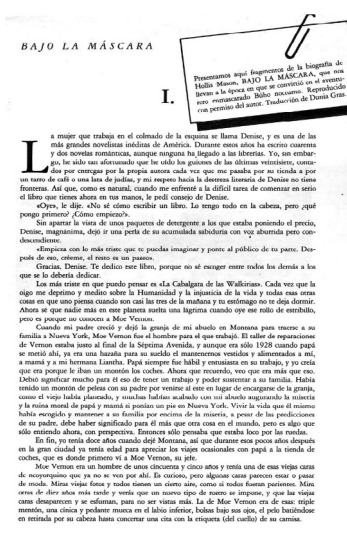 BAJO LA MÁSCARA
I.
Presentamos aquí fragmentos de la biografía de
Hollis Mason, BAJO LA MÁSCARA, que nos
llevan a la época en que se convirtió en el aventu-
rero enmascarado Búho nocturno. Reproducido
con permiso del autor. Traducción de Dunia Gras.
La mujer que trabaja en el colmado de la esquina se llama Denise, y es una de las
más grandes novelistas inéditas de América. Durante estos años ha escrito cuarenta
y dos novelas románticas, aunque ninguna ha llegado a las librerías. Yo, sin embar-
go, he sido tan afortunado que he oído los guiones de las últimas veintisiete, conta-
dos por entregas por la propia autora cada vez que me pasaba por su tienda a por
un tarro de café o una lata de judías, y mi respeto hacia la destreza literaria de Denise no tiene
fronteras. Así que, como es natural, cuando me enfrenté a la difícil tarea de comenzar en serio
el libro que tienes ahora en tus manos, le pedí consejo de Denise.
«Oye», le dije. «No sé cómo escribir un libro. Lo tengo todo en la cabeza, pero ¿qué
pongo primero? ¿Cómo empiezo?».
Sin apartar la vista de unos paquetes de detergente a los que estaba poniendo el precio,
Denise, magnánima, dejó ir una perla de su acumulada sabiduría con voz aburrida pero con-
descendiente.
«Empieza con lo más triste que te puedas imaginar y ponte al público de tu parte. Des-
pués de eso, créeme, el resto es un paseo».
Gracias, Denise. Te dedico este libro, porque no sé escoger entre todos los demás a los
que se lo debería dedicar.
Los más triste en que puedo pensar es «La Cabalgata de las Walkirias». Cada vez que la
oigo me deprimo y medito sobre la Humanidad y la injusticia de la vida y todas esas otras
cosas en que uno piensa cuando son casi las tres de la mañana y tu estómago no te deja dormir.
Ahora se que nadie más en este planeta suelta una lágrima cuando oye ese rollo de estribillo,
pero es porque no conocen a Moe Vernon.
Cuando mi padre creció y dejó la granja de mi abuelo en Montana para traerse a su
familia a Nueva York, Moe Vernon fue el hombre para el que trabajó. El taller de reparaciones
de Vernon estaba justo al final de la Séptima Avenida, y aunque era sólo 1928 cuando papá
se metió ahí, ya era una hazaña para su sueldo el mantenernos vestidos y alimentados a mí,
a mamá y a mi hermana Liantha. Papá siempre fue hábil y entusiasta en su trabajo, y yo creía
que era porque le iban un montón los coches. Ahora que recuerdo, veo que era más que eso.
Debió significar mucho para él eso de tener un trabajo y poder sustentar a su familia. Había
tenido un montón de peleas con su padre por venirse al este en lugar de encargarse de la granja,
como el viejo había planeado, y muchas habían acabado con mi abuelo augurando la miseria
y la ruina moral de papá y mamá si ponían un pie en Nueva York. Vivir la vida que él mismo
había escogido y mantener a su familia por encima de la miseria, a pesar de las predicciones
de su padre, debe haber significado para él más que otra cosa en el mundo, pero es algo que
sólo entiendo ahora, con perspectiva. Entonces sólo pensaba que estaba loco por las ruedas.
En fin, yo tenía doce años cuando dejé Montana, así que durante esos pocos años después
en la gran ciudad ya tenía edad para apreciar los viajes ocasionales con papá a la tienda de
coches, que es donde primero ví a Moe Vernon, su jefe.
Moe Vernon era un hombre de unos cincuenta y cinco años y tenía una de esas viejas caras
de neoyorquino que ya no se ven por ahí. Es curioso, pero algunas caras parecen estar o pasar
de moda. Miras viejas fotos y todos tienen un cierto aire, como si todos fueran parientes. Mira
otras de diez años más tarde y verás que un nuevo tipo de rostro se impone, y que las viejas
caras desaparecen y se esfuman, para no ser vistas más. La de Moe Vernon era de esas: triple
mentón, una cínica y pedante mueca en el labio inferior, bolsas bajo sus ojos, el pelo batiéndose
en retirada por su cabeza hasta concertar una cita con la etiqueta (del cuello) de su camisa.